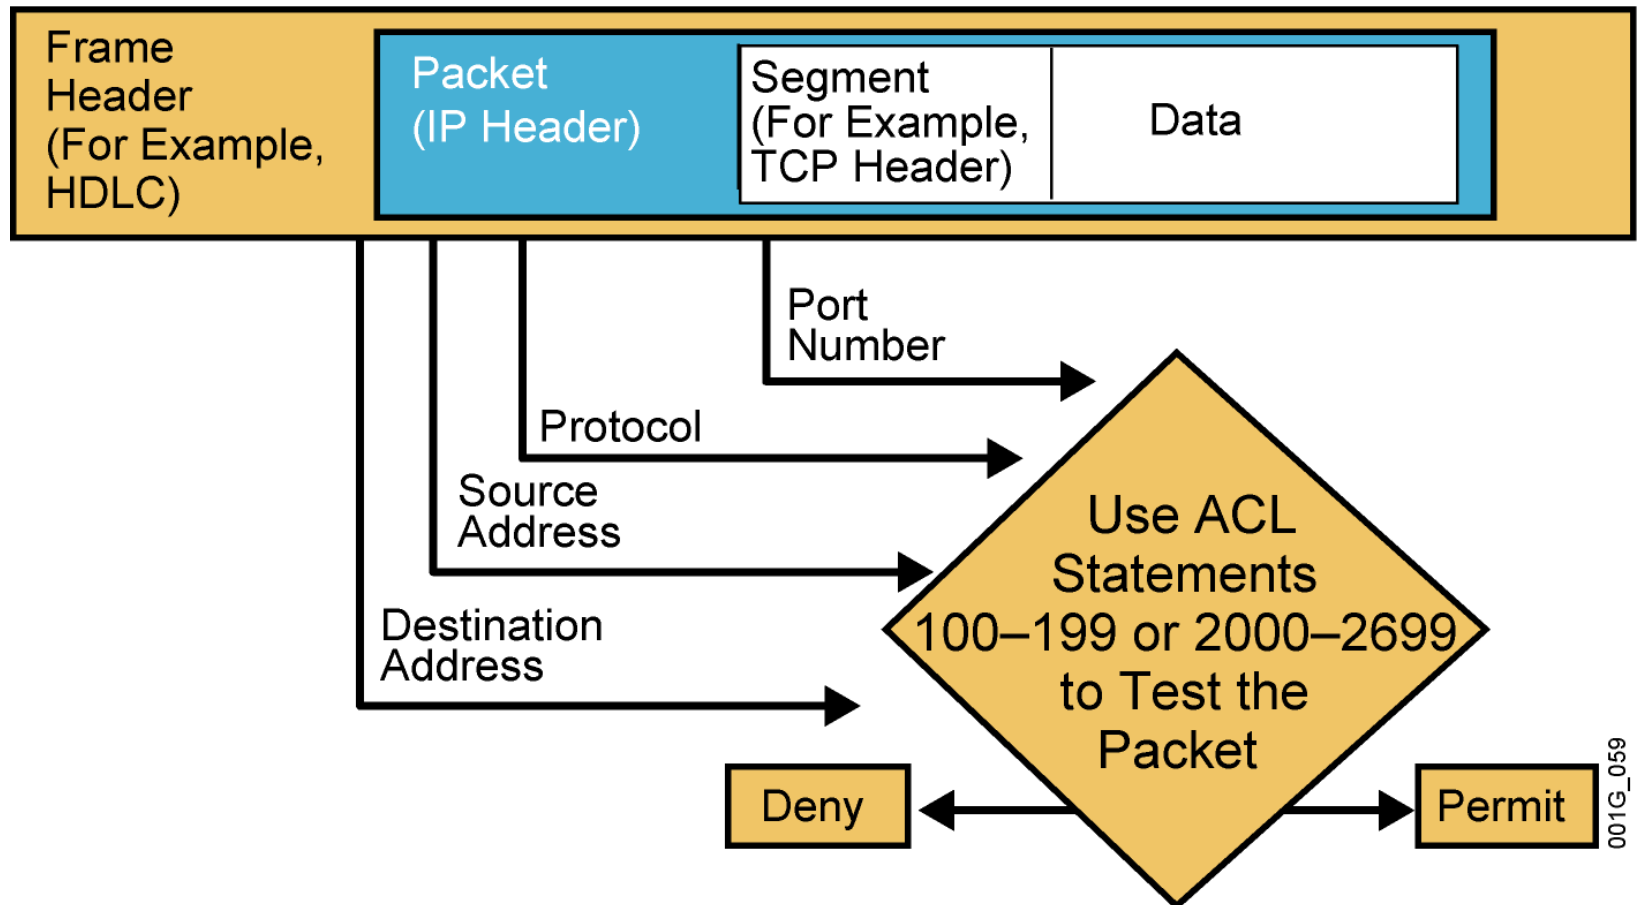 Frame
Header
(For Example,
HDLC)
Packet
(IP Header)
Segment
(For Example,
TCP Header)
Data
Port
Number
Protocol
Source
Address
Destination
Address
Use ACL
Statements
100–199 or 2000–2699
to Test the
Packet
Deny
Permit
001G_059